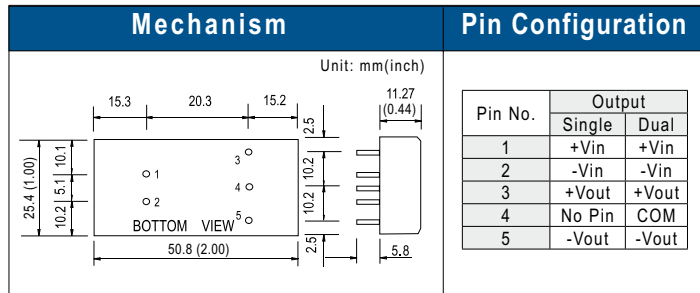 Mechanism
Pin Configuration
Unit: mm(inch)
15.3
20.3
15.2
11.27
(0.44)
25.4 (1.00)
10.1
5.1
10.2
1
2
3
4
5
BOTTOM VIEW
50.8 (2.00)
2.5
10.2
10.2
2.5
5.8
Pin No. Output
Single Dual
1 +Vin +Vin
2 -Vin -Vin
3 +Vout +Vout
4 No Pin COM
5 -Vout -Vout